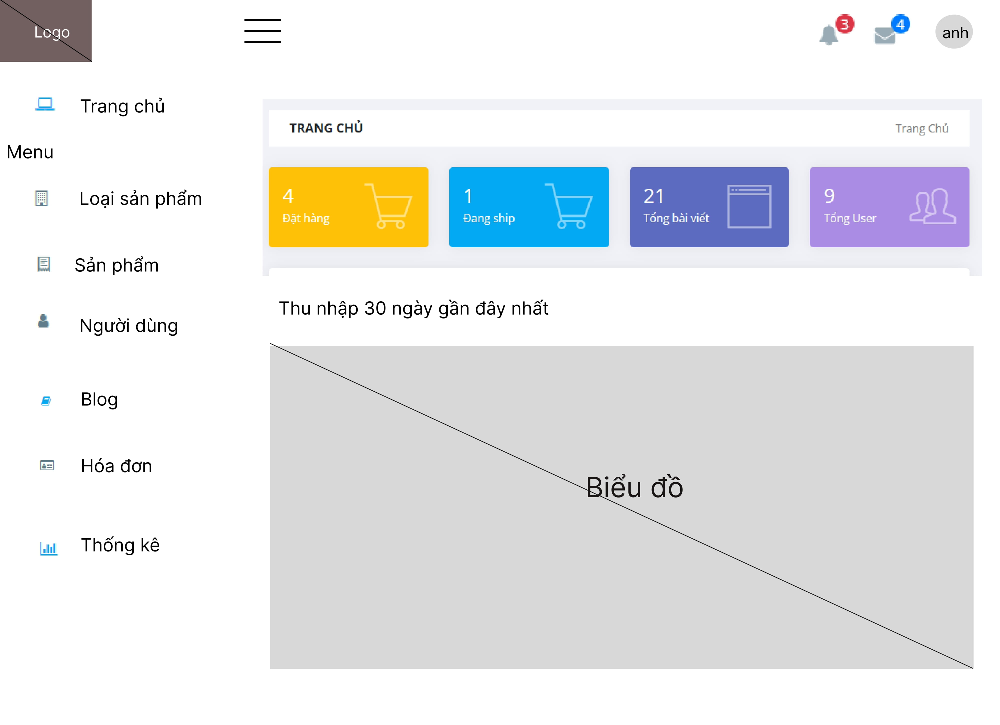 Logo
3
4
anh
Trang chủ
Menu
Loại sản phẩm
Sản phẩm
Người dùng
Blog
Hóa đơn
Thống kê
TRANG CHỦ
Trang Chủ
4
Đặt hàng
1
Đang ship
21
Tổng bài viết
9
Tổng User
Thu nhập 30 ngày gần đây nhất
Biểu đồ